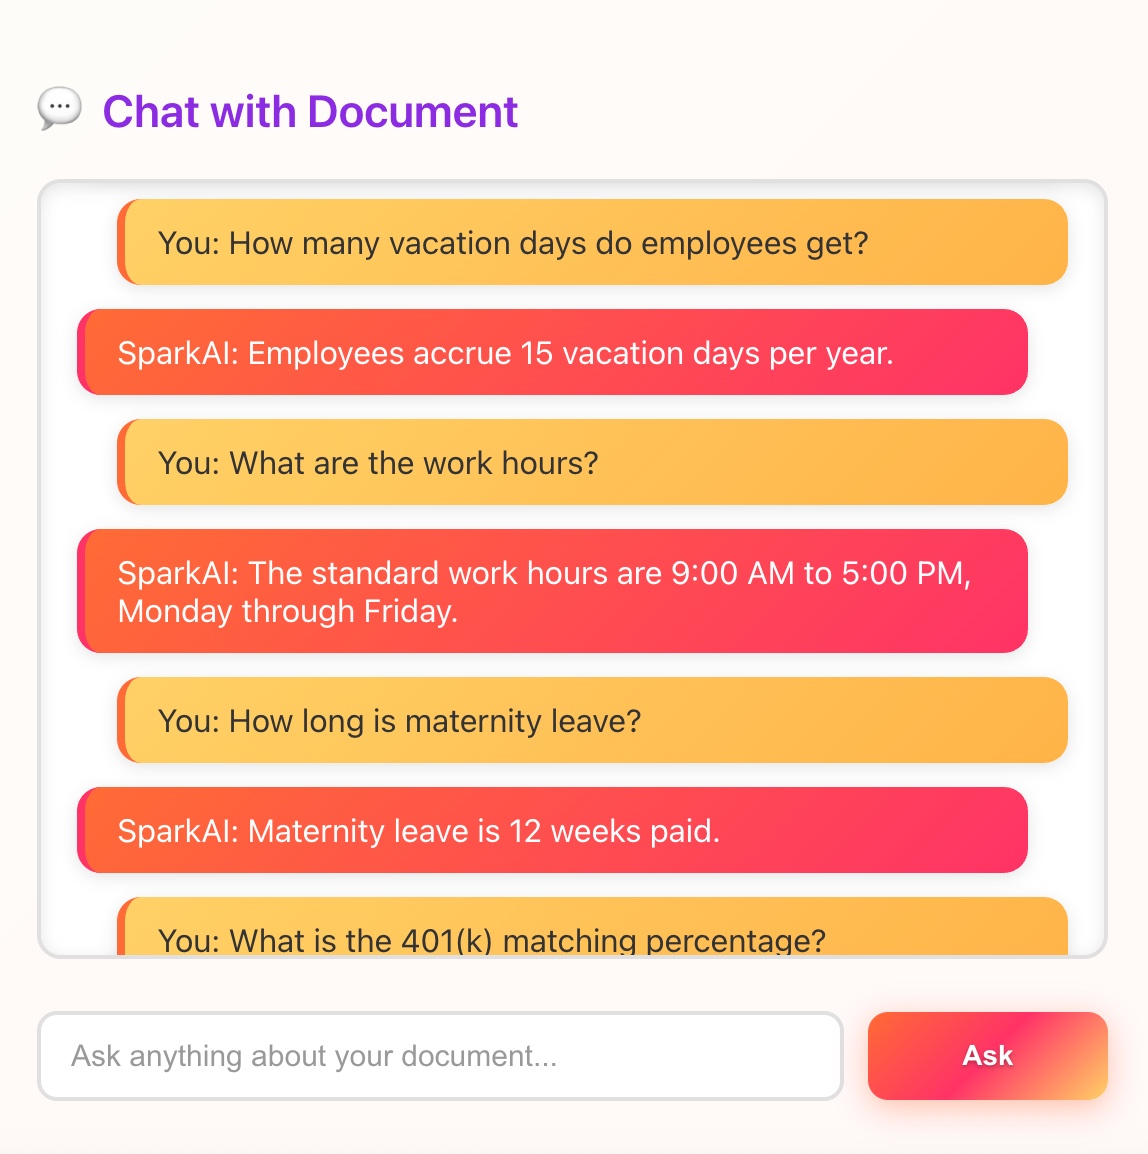 Chat with Document
You: How many vacation days do employees get?
SparkAI: Employees accrue 15 vacation days per year.
You: What are the work hours?
SparkAI: The standard work hours are 9:00 AM to 5:00 PM,
Monday through Friday.
You: How long is maternity leave?
SparkAI: Maternity leave is 12 weeks paid.
You: What is the 401(k) matching percentage?
Ask anything about your document...
Ask